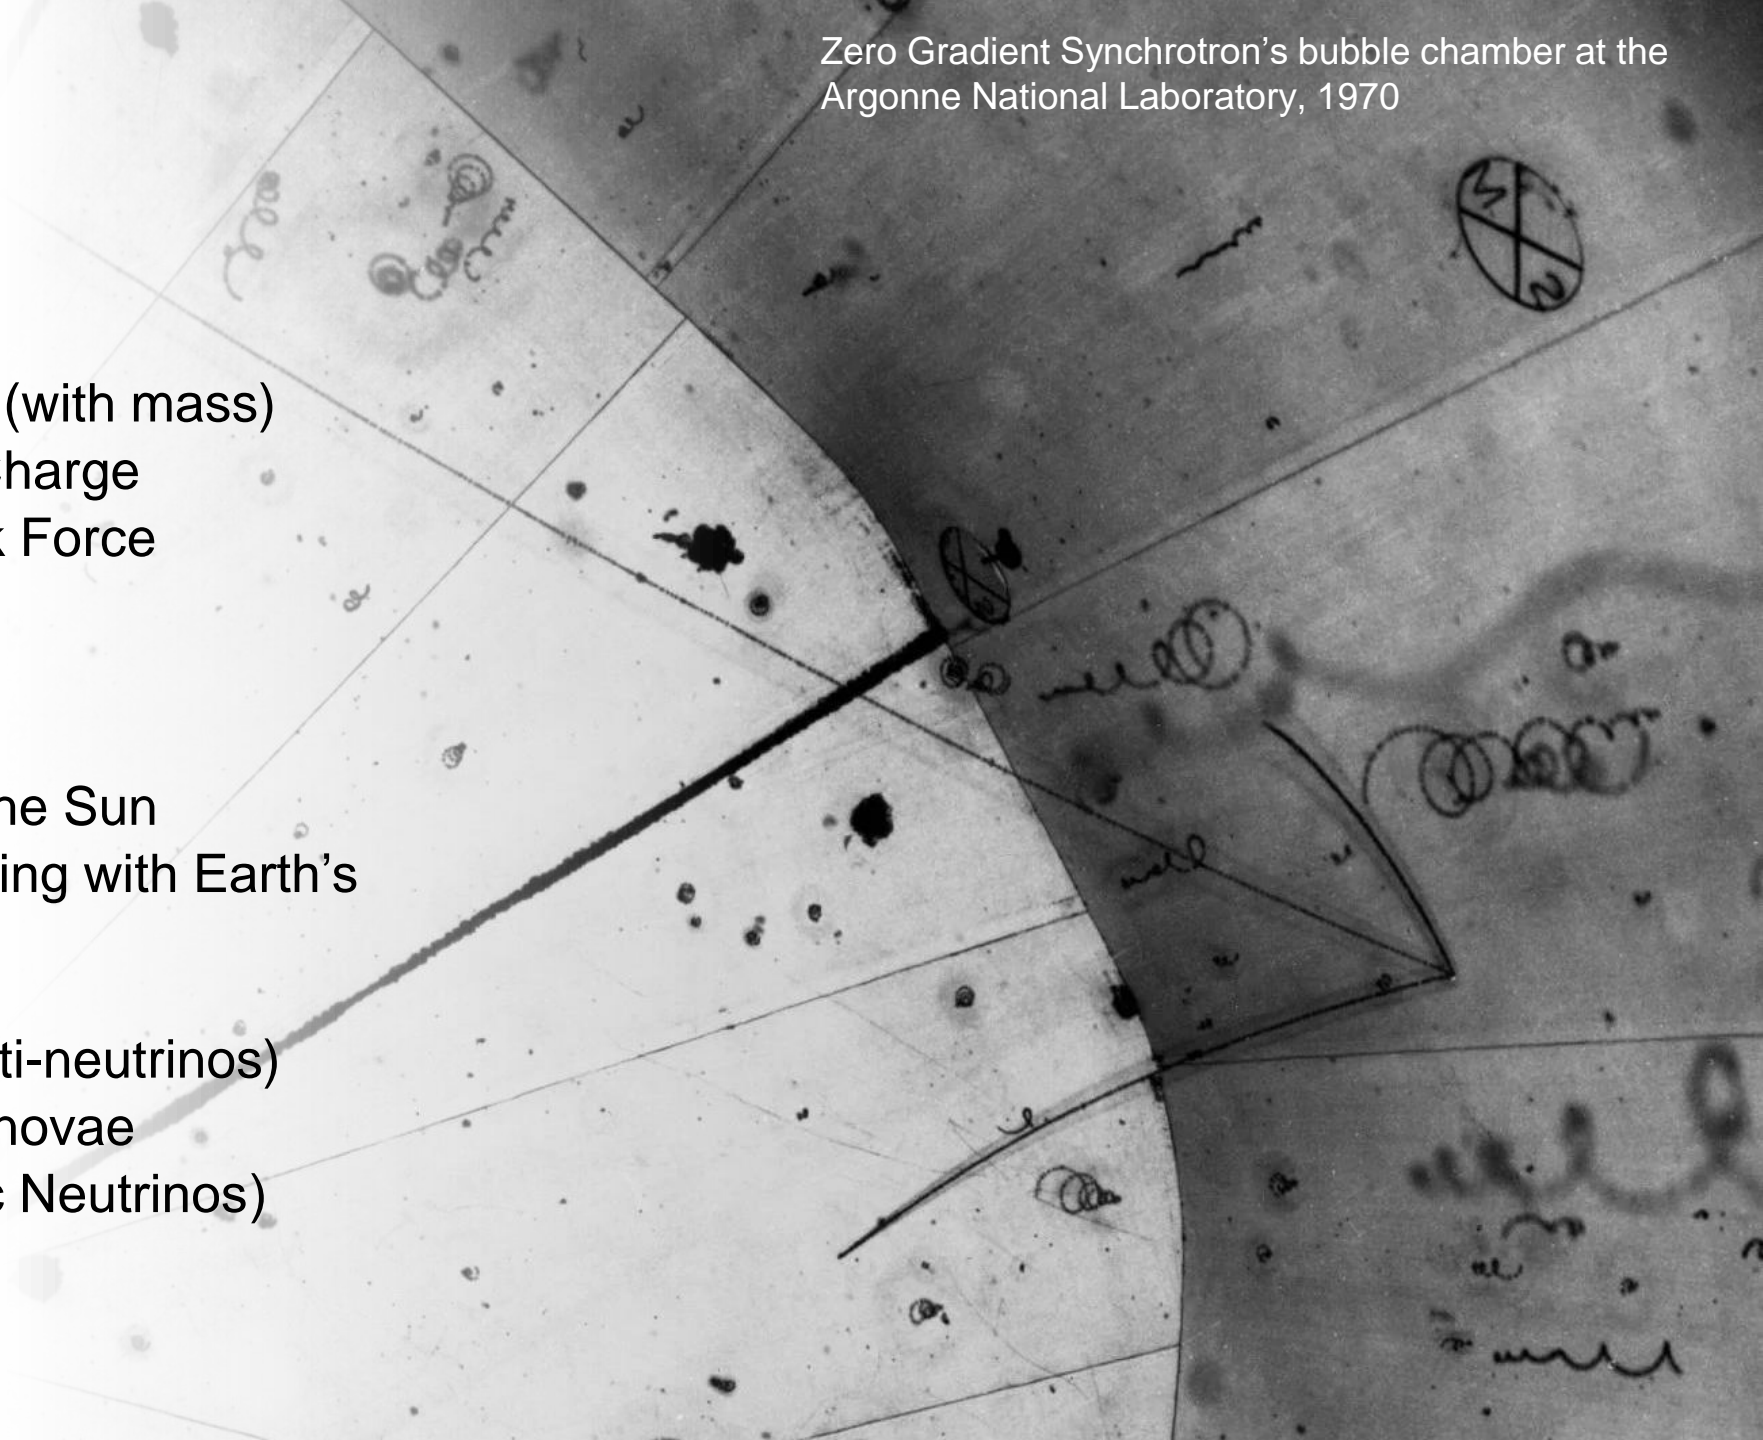 Zero Gradient Synchrotron’s bubble chamber at the
Argonne National Laboratory, 1970
(with mass)
harge
Force
he Sun
ing with Earth’s
ti-neutrinos)
novae
Neutrinos)